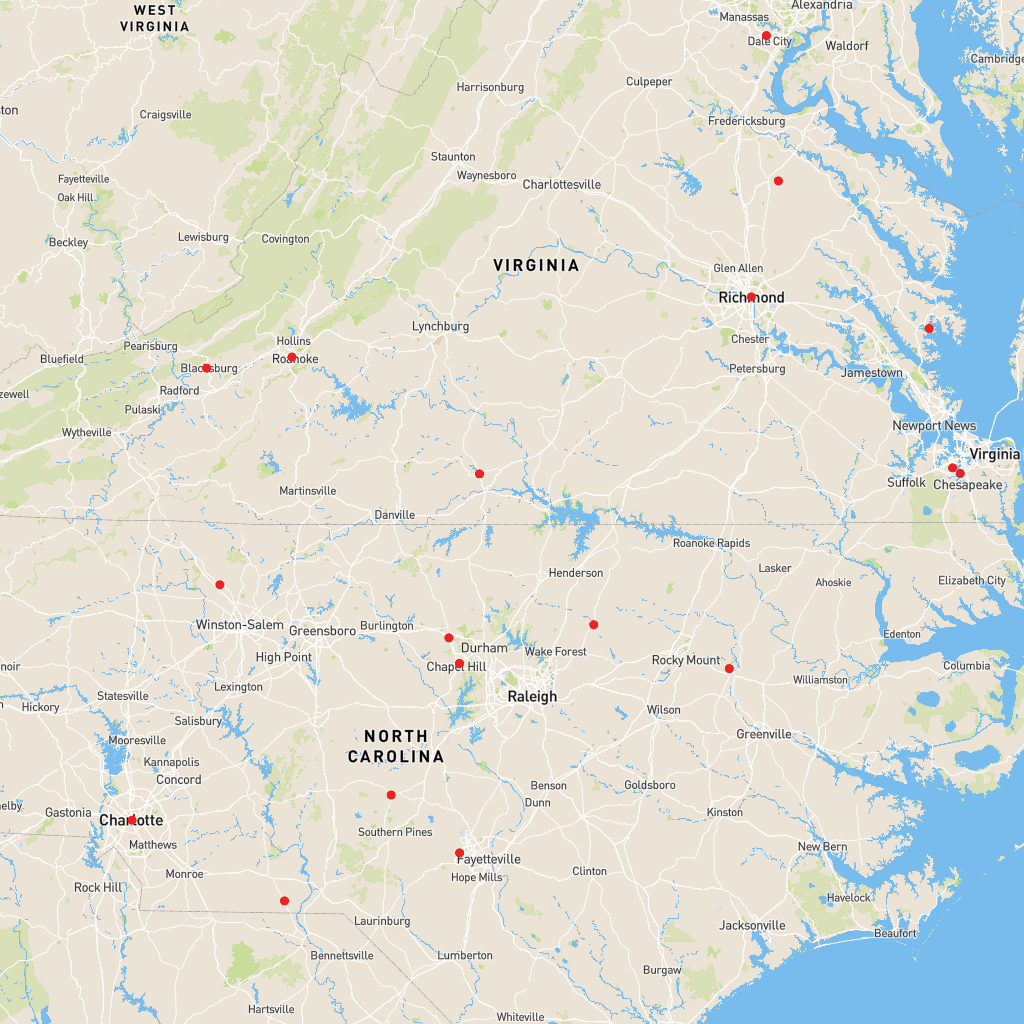 WEST
VIRGINIA
Alexandria
Manassas
Dale City
Waldorf
Cambridge
Culpeper
Harrisonburg
Craigsville
Fredericksburg
Staunton
Waynesboro
Charlottesville
Fayetteville
Oak Hill
Beckley
Lewisburg
Covington
VIRGINIA
Glen Allen
Richmond
Lynchburg
Chester
Hollins
Roanoke
Pearisburg
Bluefield
Blacksburg
Petersburg
Jamestown
Radford
Pulaski
Newport News
Wytheville
Virginia
Suffolk
Chesapeake
Martinsville
Danville
Roanoke Rapids
Henderson
Lasker
Ahoskie
Elizabeth City
Winston-Salem
Greensboro
Burlington
Edenton
Durham
Wake Forest
High Point
Chapel Hill
Rocky Mount
Columbia
Williamston
Lexington
Statesville
Raleigh
Hickory
Wilson
Salisbury
NORTH
CAROLINA
Greenville
Mooresville
Kannapolis
Concord
Benson
Goldsboro
Dunn
Gastonia
Charlotte
Kinston
Southern Pines
Matthews
New Bern
Fayetteville
Monroe
Hope Mills
Clinton
Rock Hill
Havelock
Laurinburg
Jacksonville
Beaufort
Bennettsville
Lumberton
Burgaw
Hartsville
Whiteville